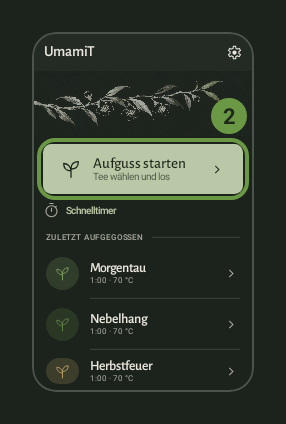 UmamiT
2
Aufguss starten
Tee wählen und los
Schnelltimer
ZULETZT AUFGEGOSSEN
Morgentau
1:00 · 70 °C
Nebelhang
1:00 · 70 °C
Herbstfeuer
1:00 · 70 °C